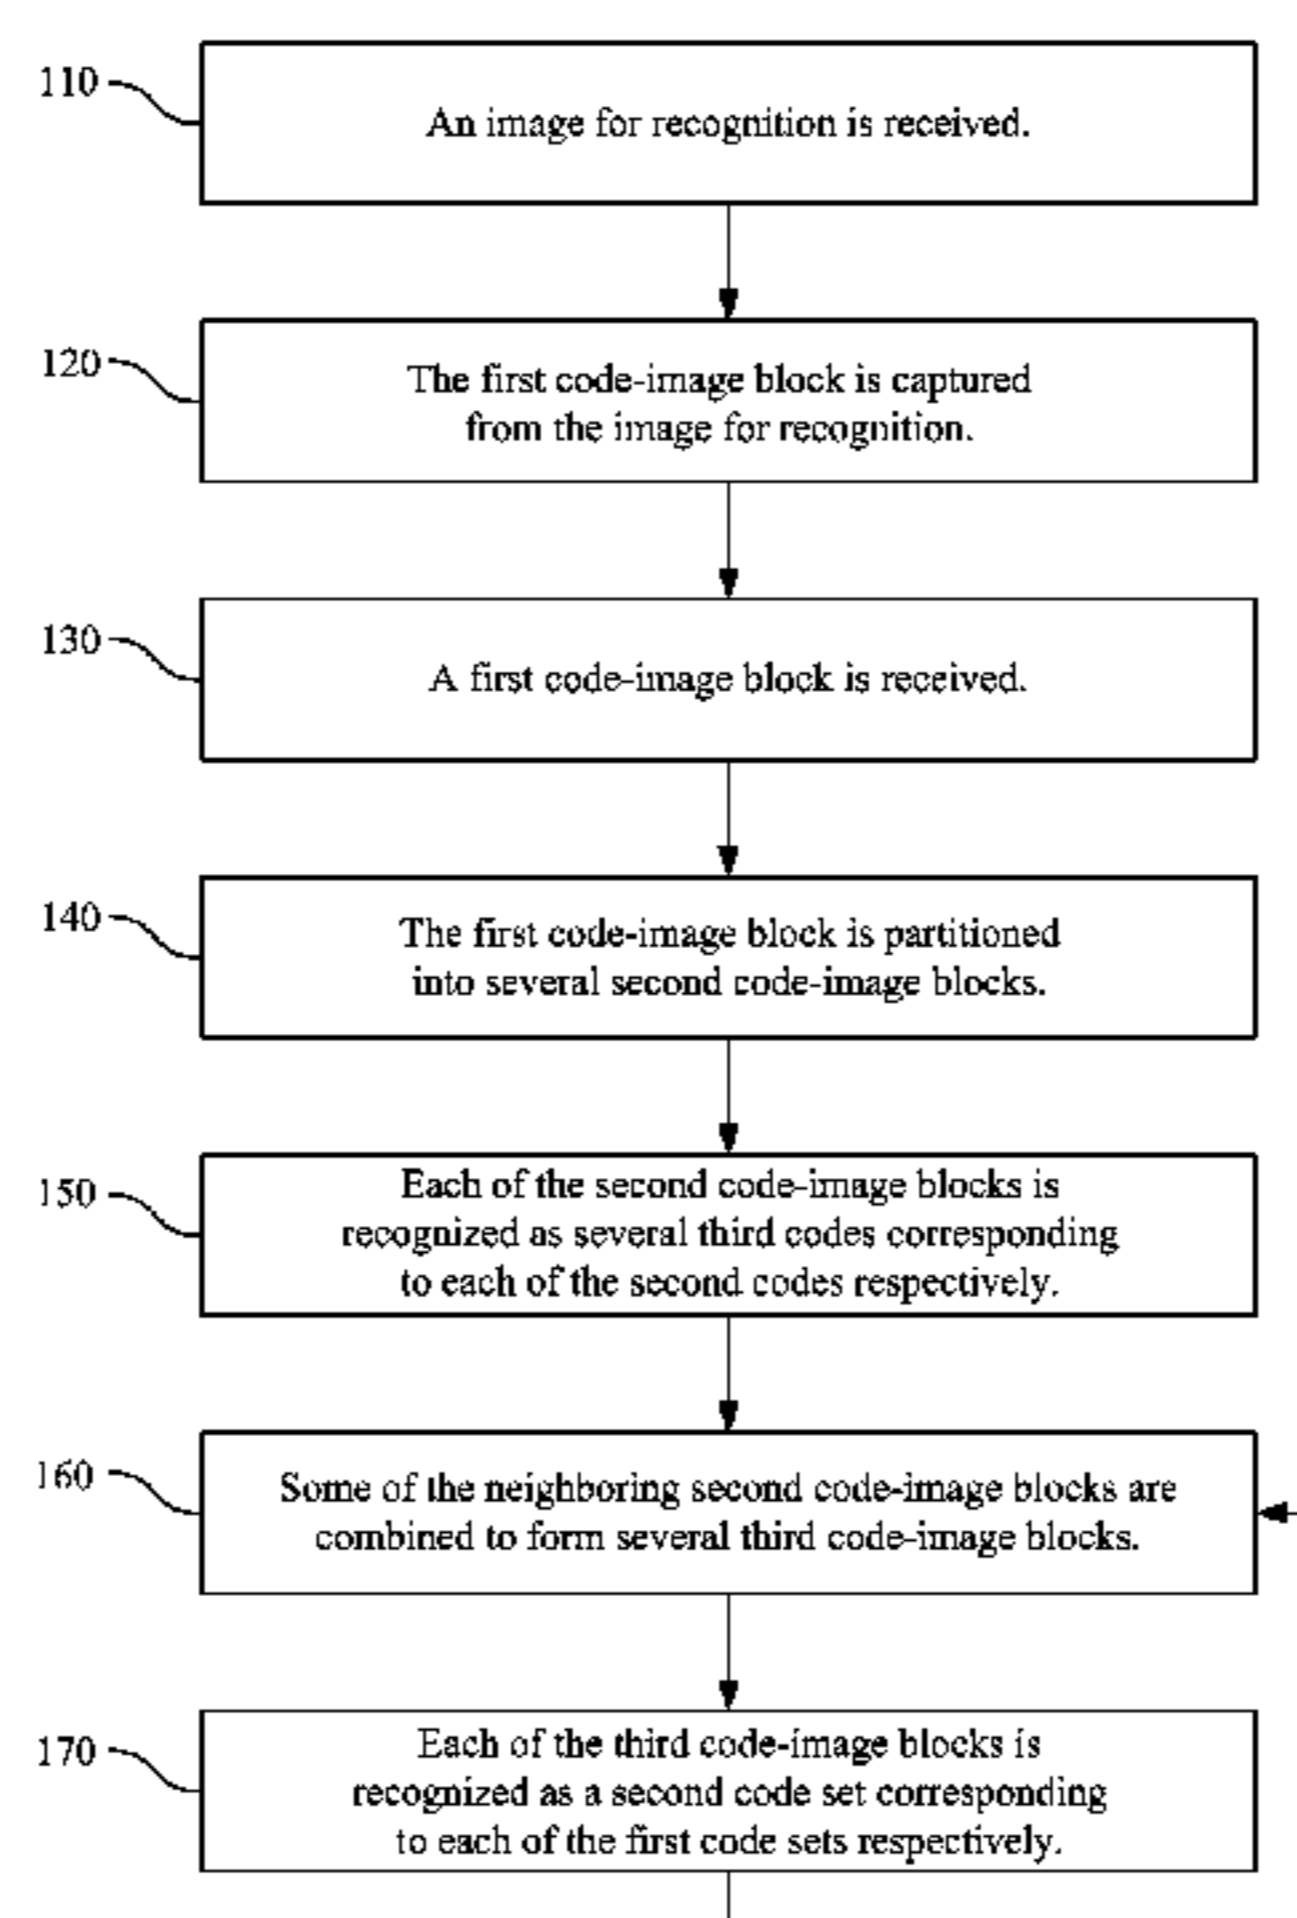 110
An image for recognition is received.
120
The first code-image block is captured
from the image for recognition.
130
A first code-image block is received.
140
The first code-image block is partitioned
into several second code-image blocks.
150
Each of the second code-image blocks is
recognized as several third codes corresponding
to each of the second codes respectively.
160
Some of the neighboring second code-image blocks are
combined to form several third code-image blocks.
170
Each of the third code-image blocks is
recognized as a second code set corresponding
to each of the first code sets respectively.